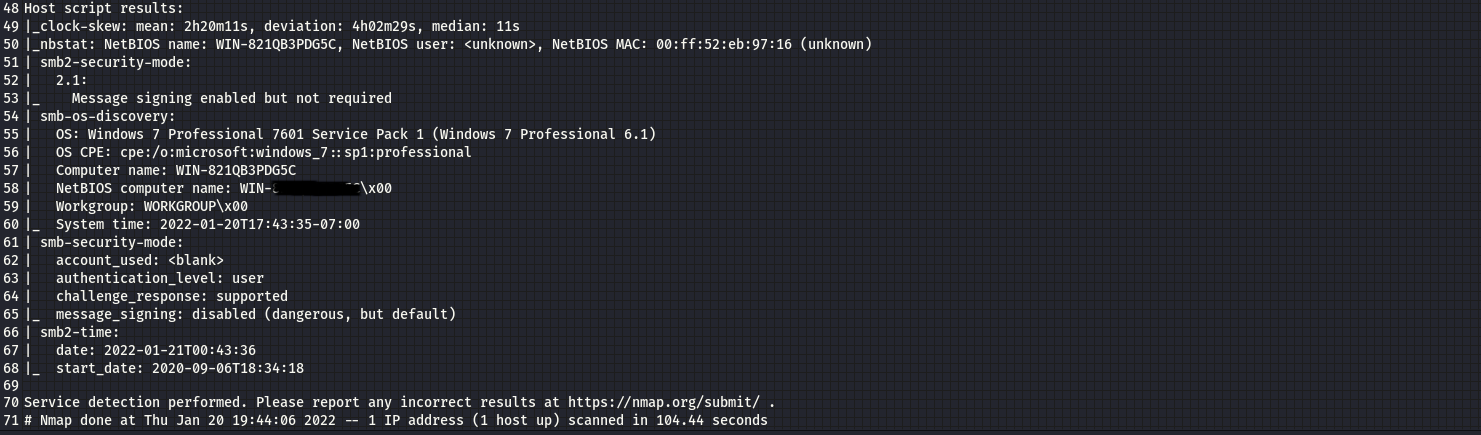 48 Host script results:
49 |_clock-skew: mean: 2h20m11s, deviation: 4h02m29s, median: 11s
50 |_nbstat: NetBIOS name: WIN-821QB3PDG5C, NetBIOS user: <unknown>, NetBIOS MAC: 00:ff:52:eb:97:16 (unknown)
51 | smb2-security-mode:
52 |   2.1:
53 |_    Message signing enabled but not required
54 | smb-os-discovery:
55 |   OS: Windows 7 Professional 7601 Service Pack 1 (Windows 7 Professional 6.1)
56 |   OS CPE: cpe:/o:microsoft:windows_7::sp1:professional
57 |   Computer name: WIN-821QB3PDG5C
58 |   NetBIOS computer name: WIN-\x00
59 |   Workgroup: WORKGROUP\x00
60 |_  System time: 2022-01-20T17:43:35-07:00
61 | smb-security-mode:
62 |   account_used: <blank>
63 |   authentication_level: user
64 |   challenge_response: supported
65 |_  message_signing: disabled (dangerous, but default)
66 | smb2-time:
67 |   date: 2022-01-21T00:43:36
68 |_  start_date: 2020-09-06T18:34:18
69
70 Service detection performed. Please report any incorrect results at https://nmap.org/submit/ .
71 # Nmap done at Thu Jan 20 19:44:06 2022 -- 1 IP address (1 host up) scanned in 104.44 seconds